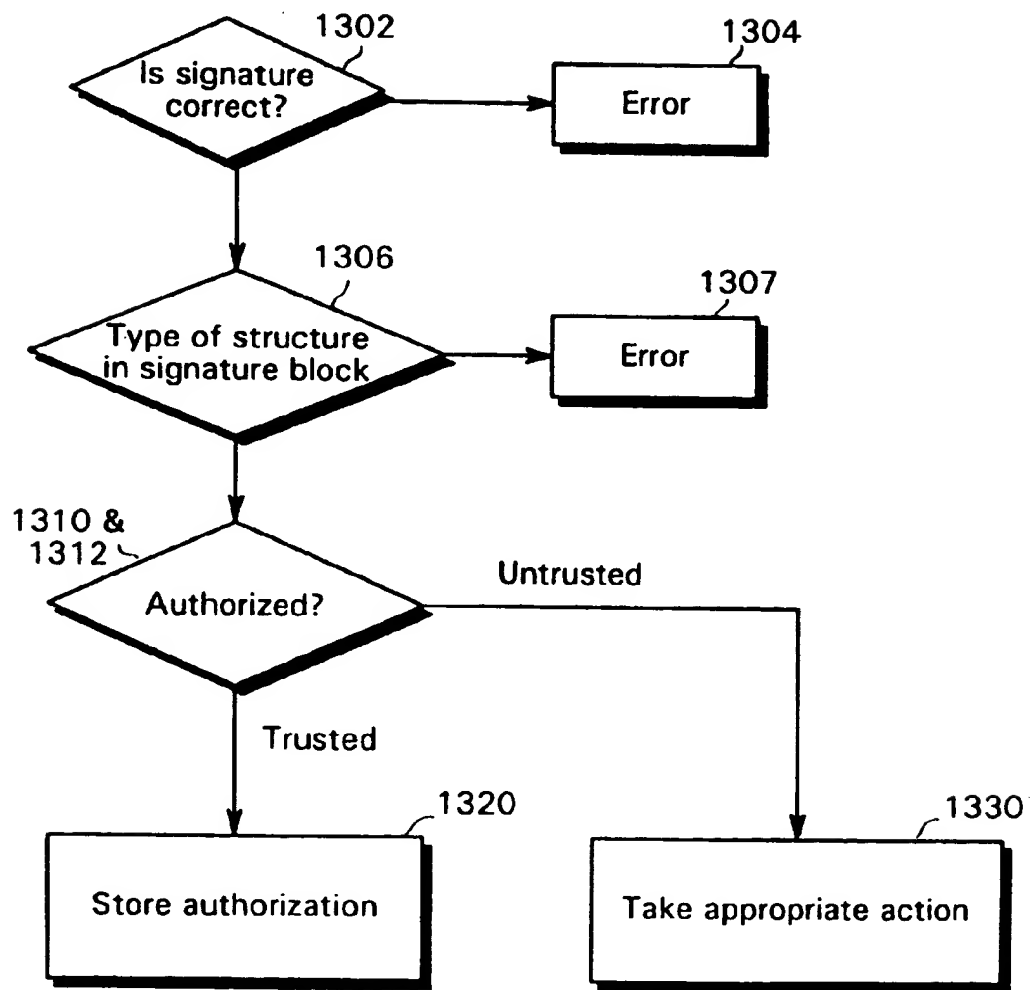 1302
Is signature
correct?
1304
Error
1306
Type of structure
in signature block
1307
Error
1310 &
1312
Authorized?
Untrusted
Trusted
1320
Store authorization
1330
Take appropriate action